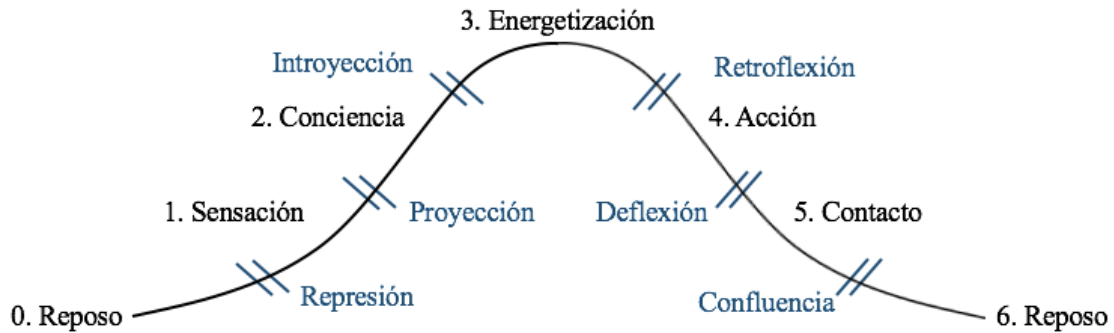 3. Energetización
Introyección
Retroflexión
2. Conciencia
4. Acción
1. Sensación
Proyección
Deflexión
5. Contacto
Represión
Confluencia
0. Reposo
6. Reposo